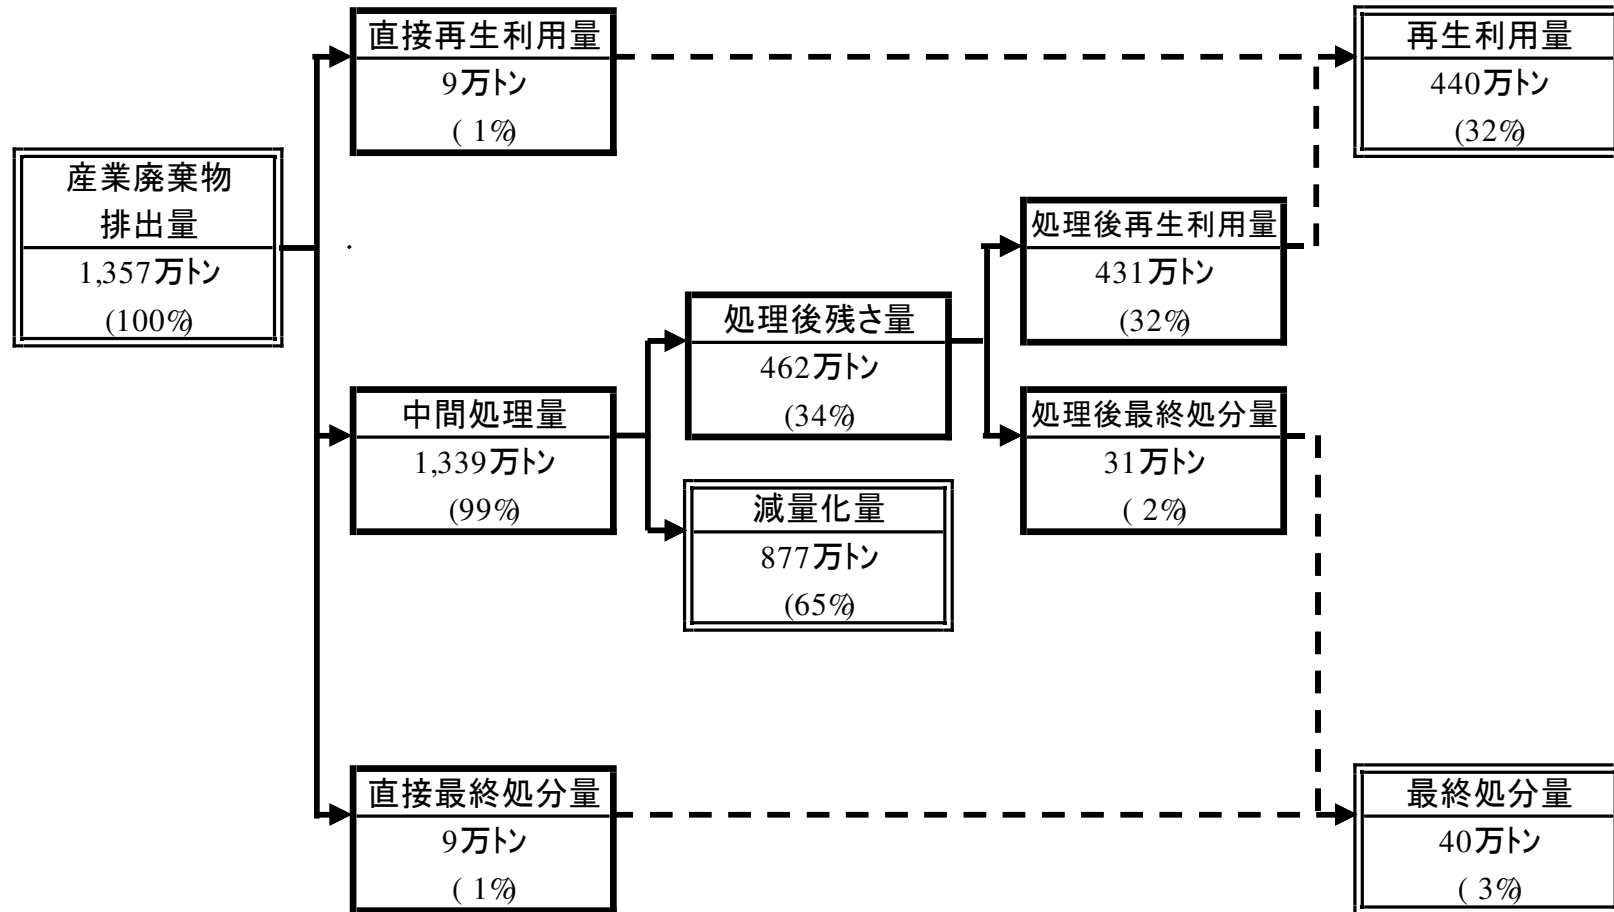 直接再生利用量
9万トン
( 1%)
再生利用量
440万トン
(32%)
産業廃棄物
排出量
1,357万トン
(100%)
処理後再生利用量
431万トン
(32%)
処理後残さ量
462万トン
(34%)
中間処理量
1,339万トン
(99%)
処理後最終処分量
31万トン
( 2%)
減量化量
877万トン
(65%)
直接最終処分量
9万トン
( 1%)
最終処分量
40万トン
( 3%)